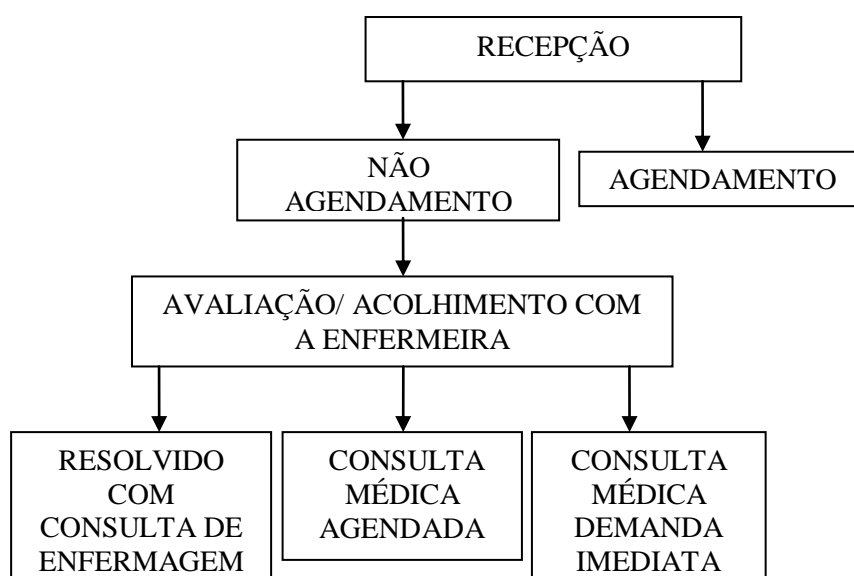 RECEPÇÃO
NÃO
AGENDAMENTO
AGENDAMENTO
AVALIAÇÃO/ ACOLHIMENTO COM
A ENFERMEIRA
RESOLVIDO
COM
CONSULTA DE
ENFERMAGEM
CONSULTA
MÉDICA
AGENDADA
CONSULTA
MÉDICA
DEMANDA
IMEDIATA